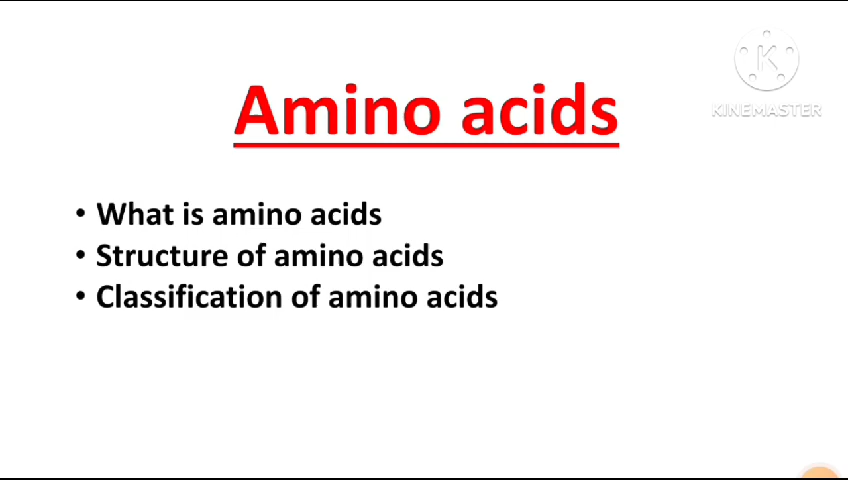 KINEMASTER
Amino acids
• What is amino acids
• Structure of amino acids
• Classification of amino acids